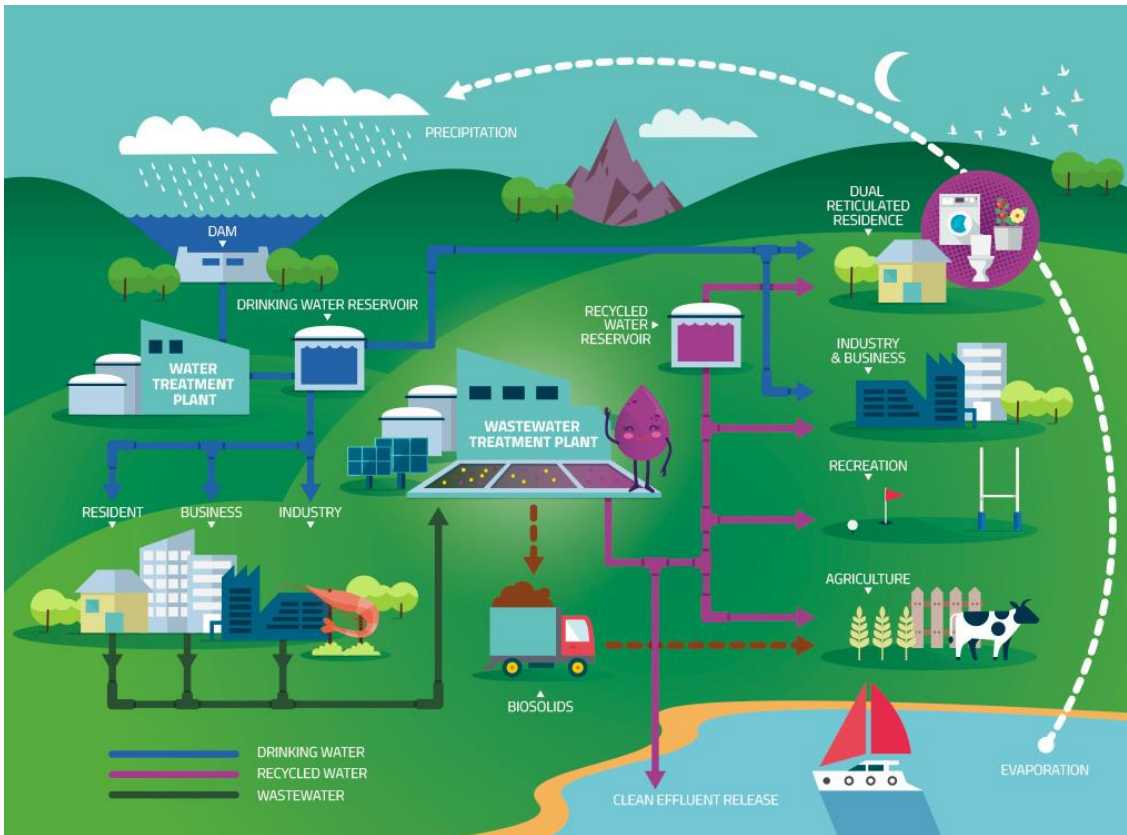 PRECIPITATION
DUAL
RETICULATED
RESIDENCE
DAM
DRINKING WATER RESERVOIR
RECYCLED
WATER
RESERVOIR
INDUSTRY
& BUSINESS
WATER
TREATMENT
PLANT
WASTEWATER
TREATMENT PLANT
RECREATION
RESIDENT
BUSINESS
INDUSTRY
AGRICULTURE
BIOSOLIDS
DRINKING WATER
RECYCLED WATER
WASTEWATER
CLEAN EFFLUENT RELEASE
EVAPORATION